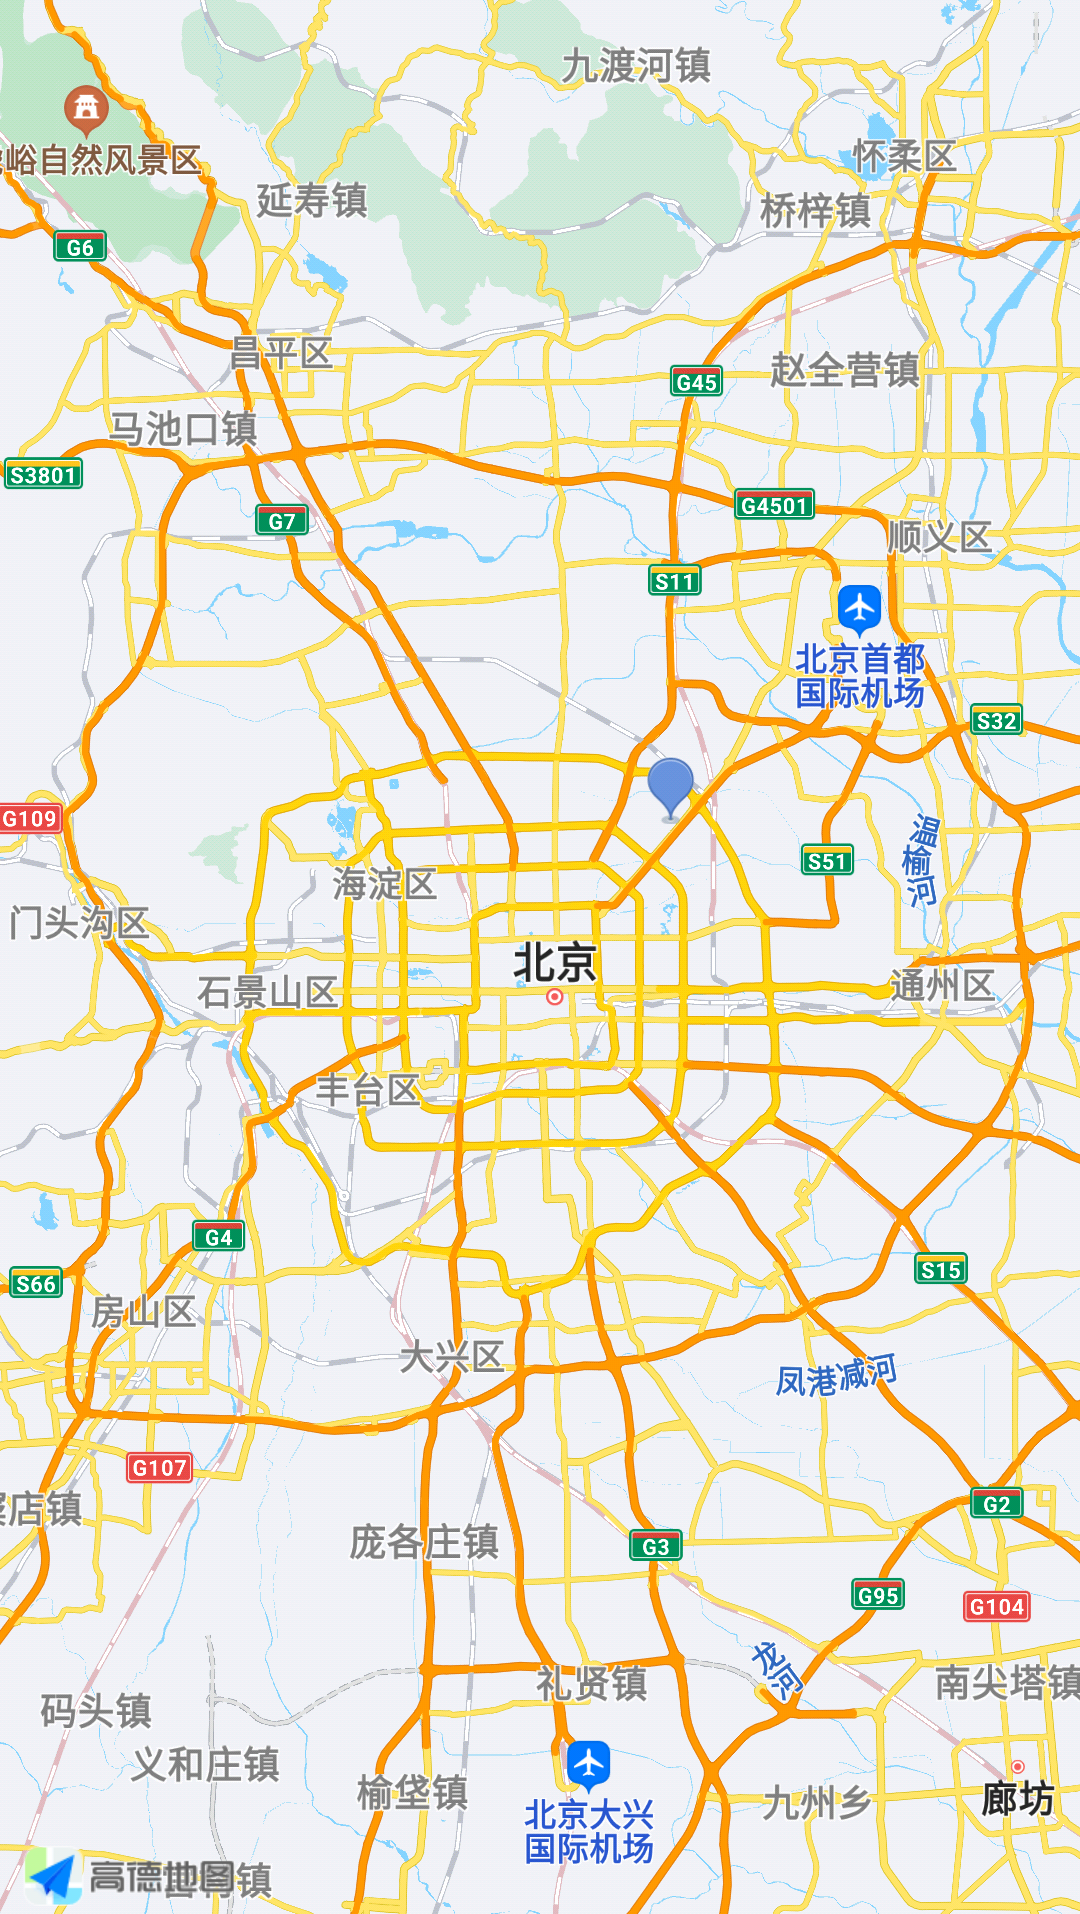 九渡河镇
怀柔区
峪自然风景区
延寿镇
桥梓镇
G6
昌平区
G45
赵全营镇
马池口镇
S3801
G7
G4501
顺义区
S11
北京首都
国际机场
S32
G109
温榆河
S51
海淀区
门头沟区
北京
石景山区
通州区
丰台区
G4
S15
S66
房山区
大兴区
凤港减河
G107
G2
店镇
庞各庄镇
G3
G95
G104
龙河
礼贤镇
南尖塔镇
码头镇
义和庄镇
榆垡镇
北京大兴
国际机场
九州乡
廊坊
高德地图
镇